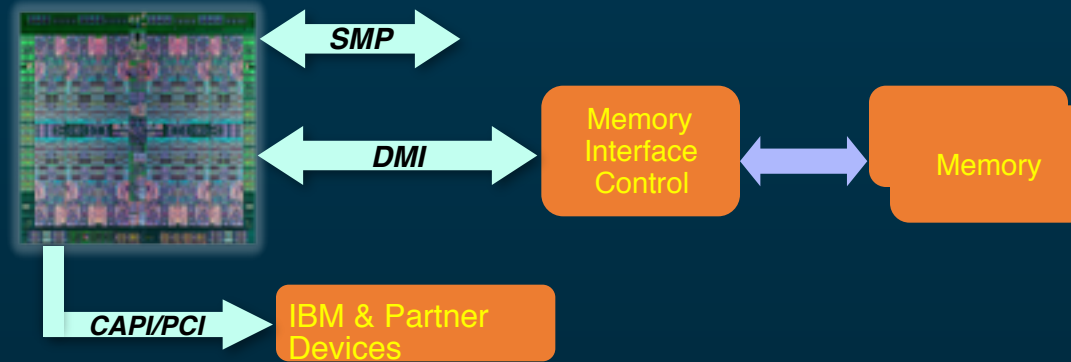 SMP
DMI
Memory
Interface
Control
Memory
CAPI/PCI
IBM & Partner
Devices